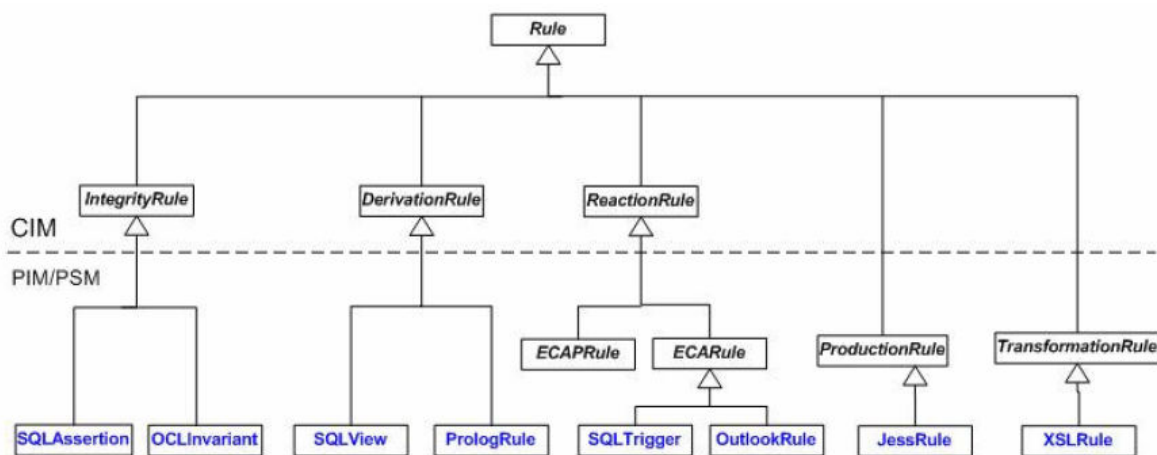 Rule
IntegrityRule
DerivationRule
ReactionRule
CIM
PIM/PSM
ECAPRule
ECARule
ProductionRule
TransformationRule
SQLAssertion
OCLInvariant
SQLView
PrologRule
SQLTrigger
OutlookRule
JessRule
XSLRule